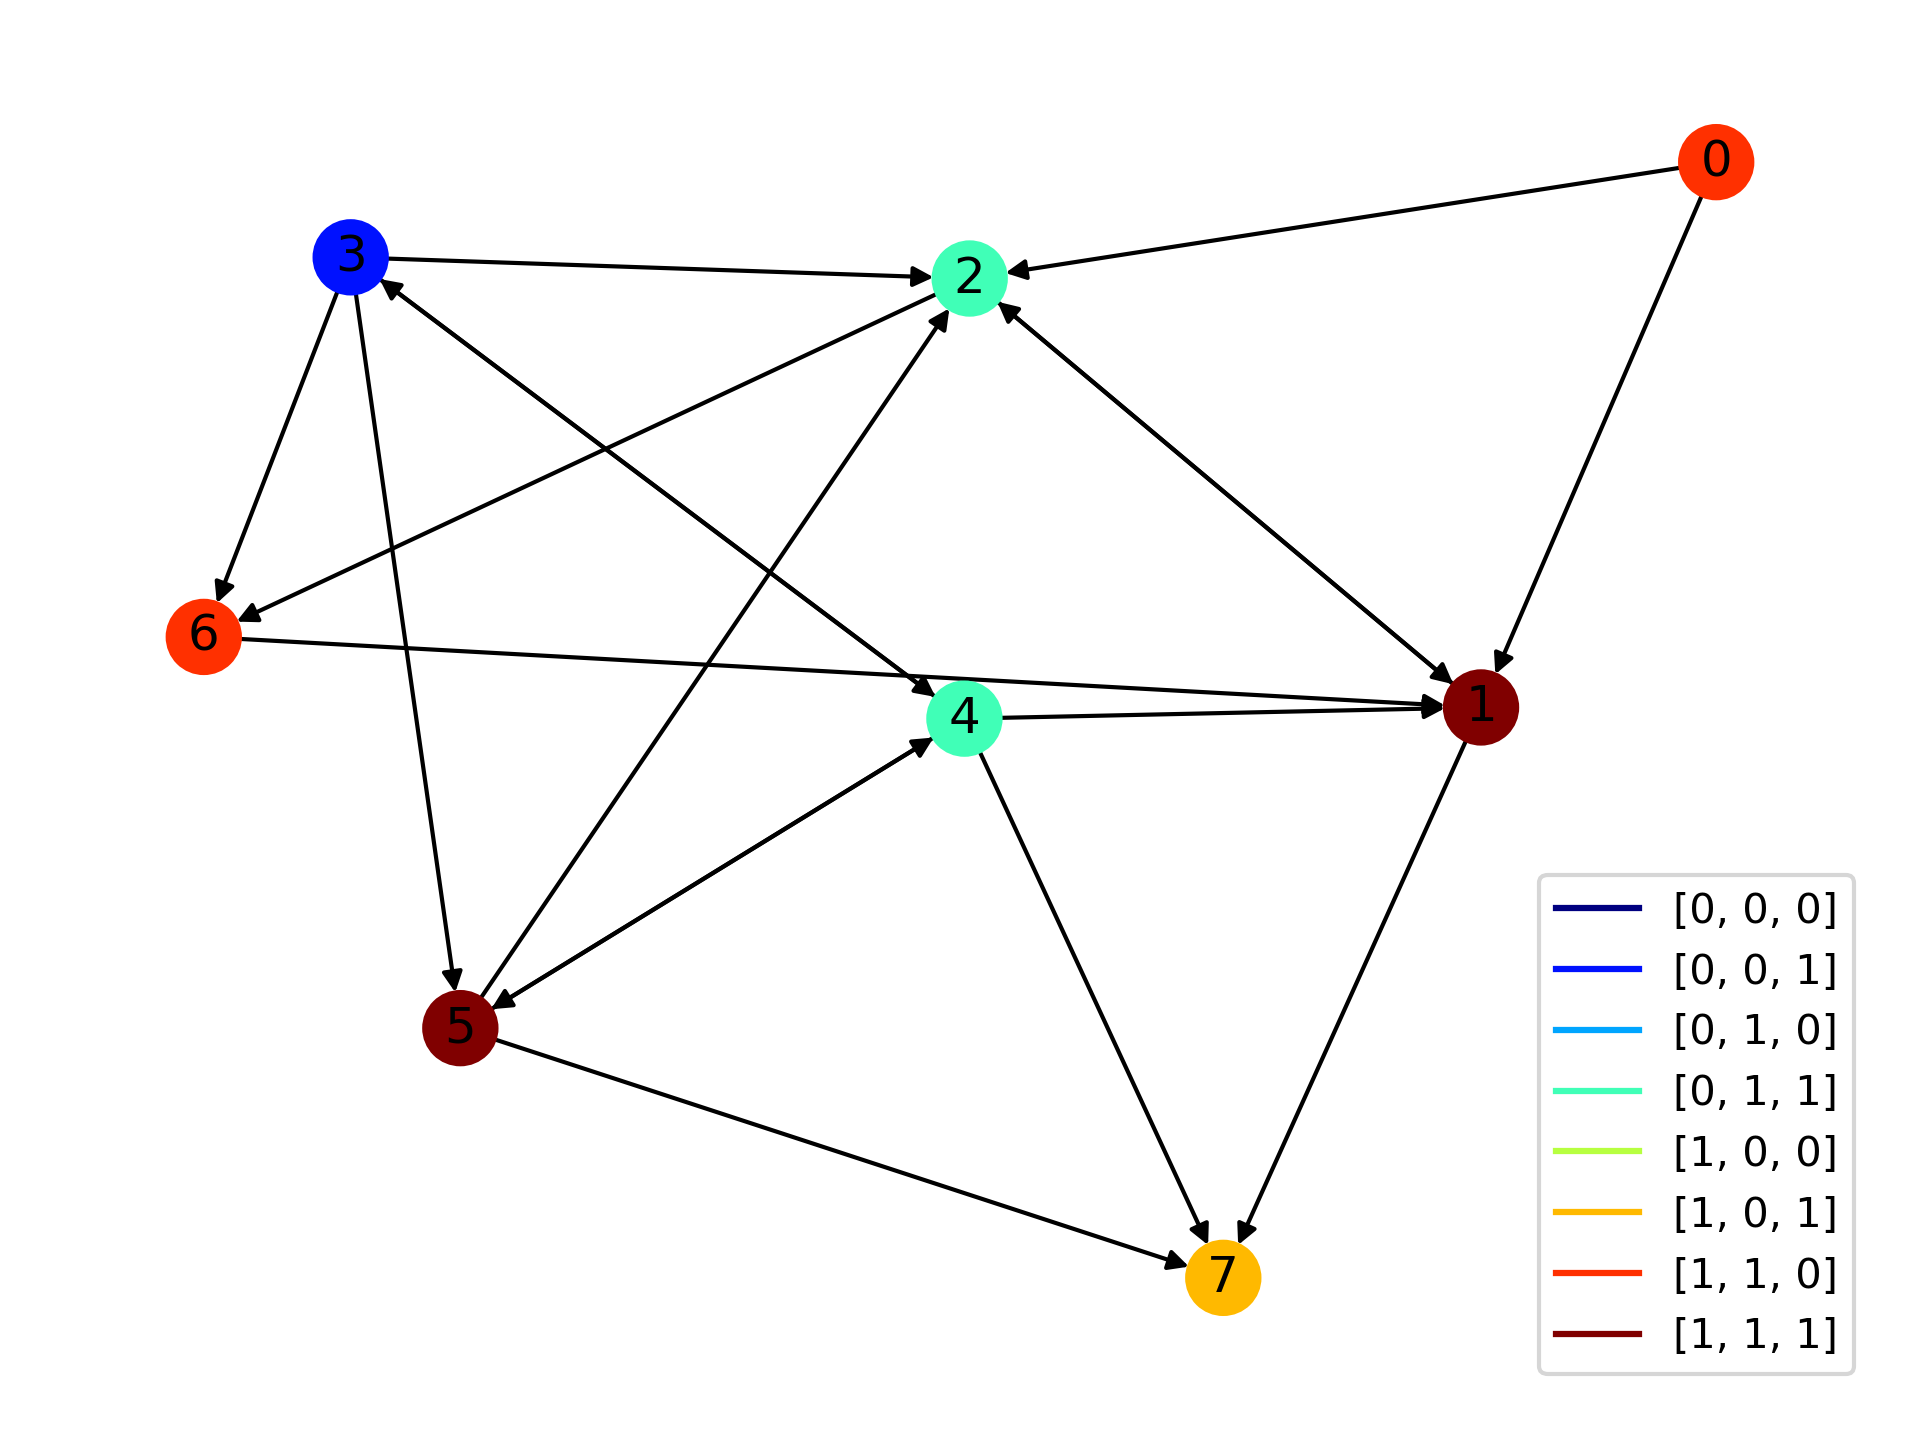 0
3
2
6
4
1
5
7
[0, 0, 0]
[0, 0, 1]
[0, 1, 0]
[0, 1, 1]
[1, 0, 0]
[1, 0, 1]
[1, 1, 0]
[1, 1, 1]